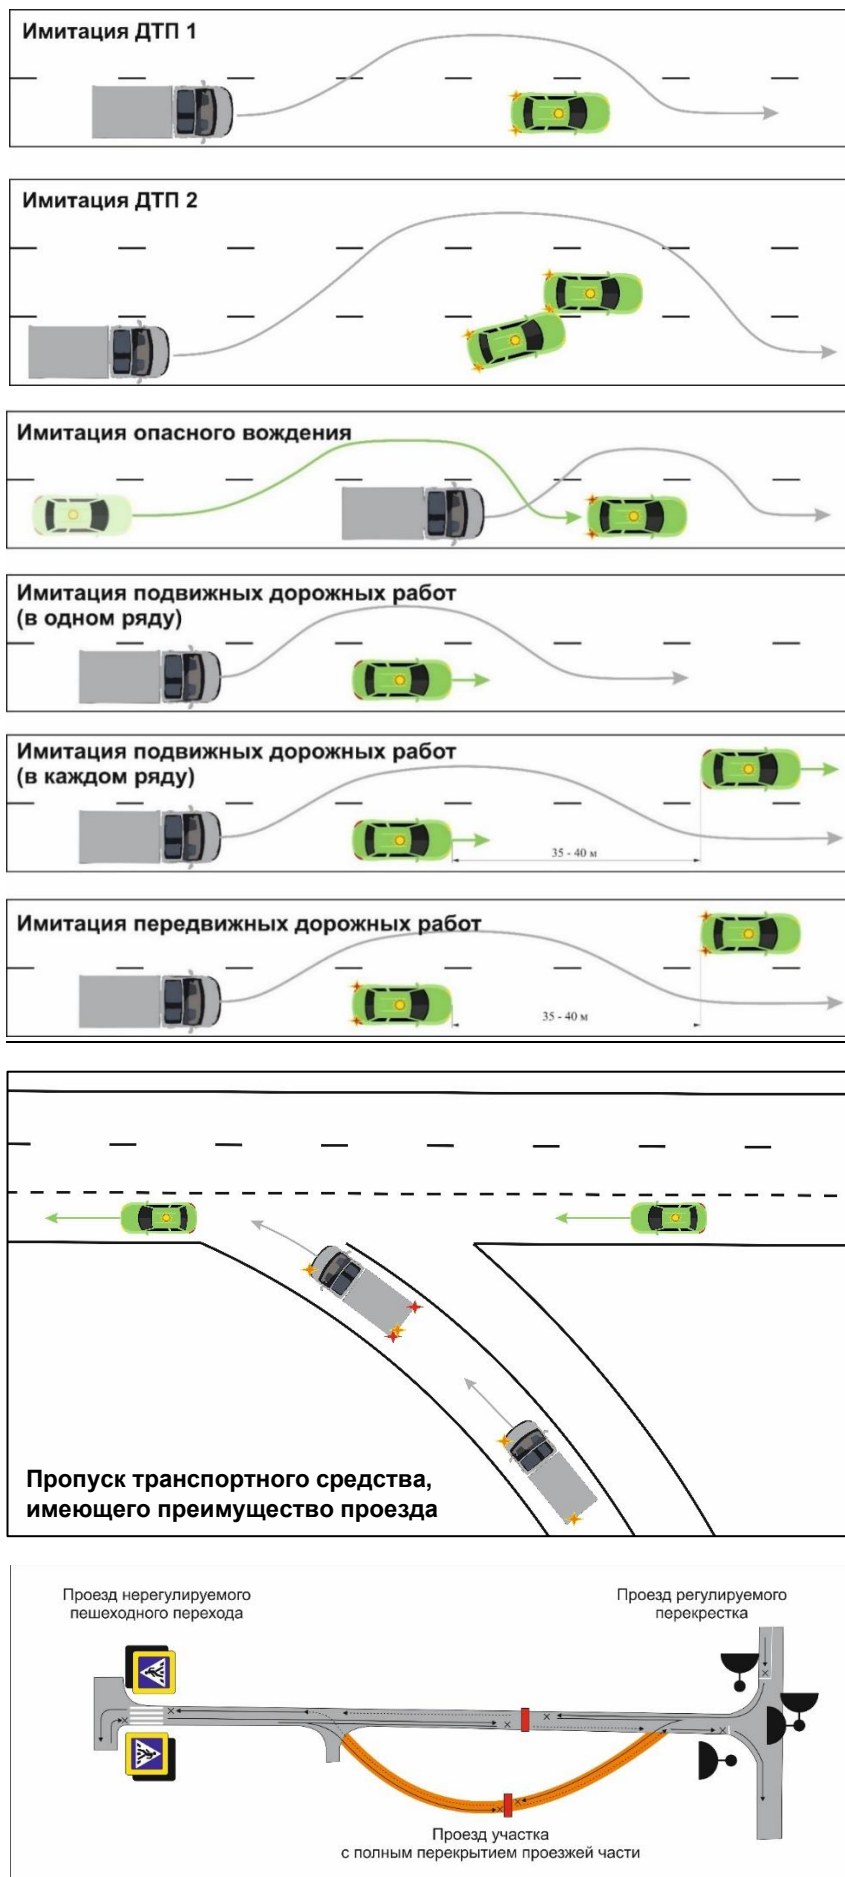 Имитация ДТП 1
Имитация ДТП 2
Имитация опасного вождения
Имитация подвижных дорожных работ
(в одном ряду)
Имитация подвижных дорожных работ
(в каждом ряду)
35 - 40 м
Имитация передвижных дорожных работ
35 - 40 м
Пропуск транспортного средства,
имеющего преимущество проезда
Проезд нерегулируемого
пешеходного перехода
Проезд регулируемого
перекрестка
Проезд участка
с полным перекрытием проезжей части